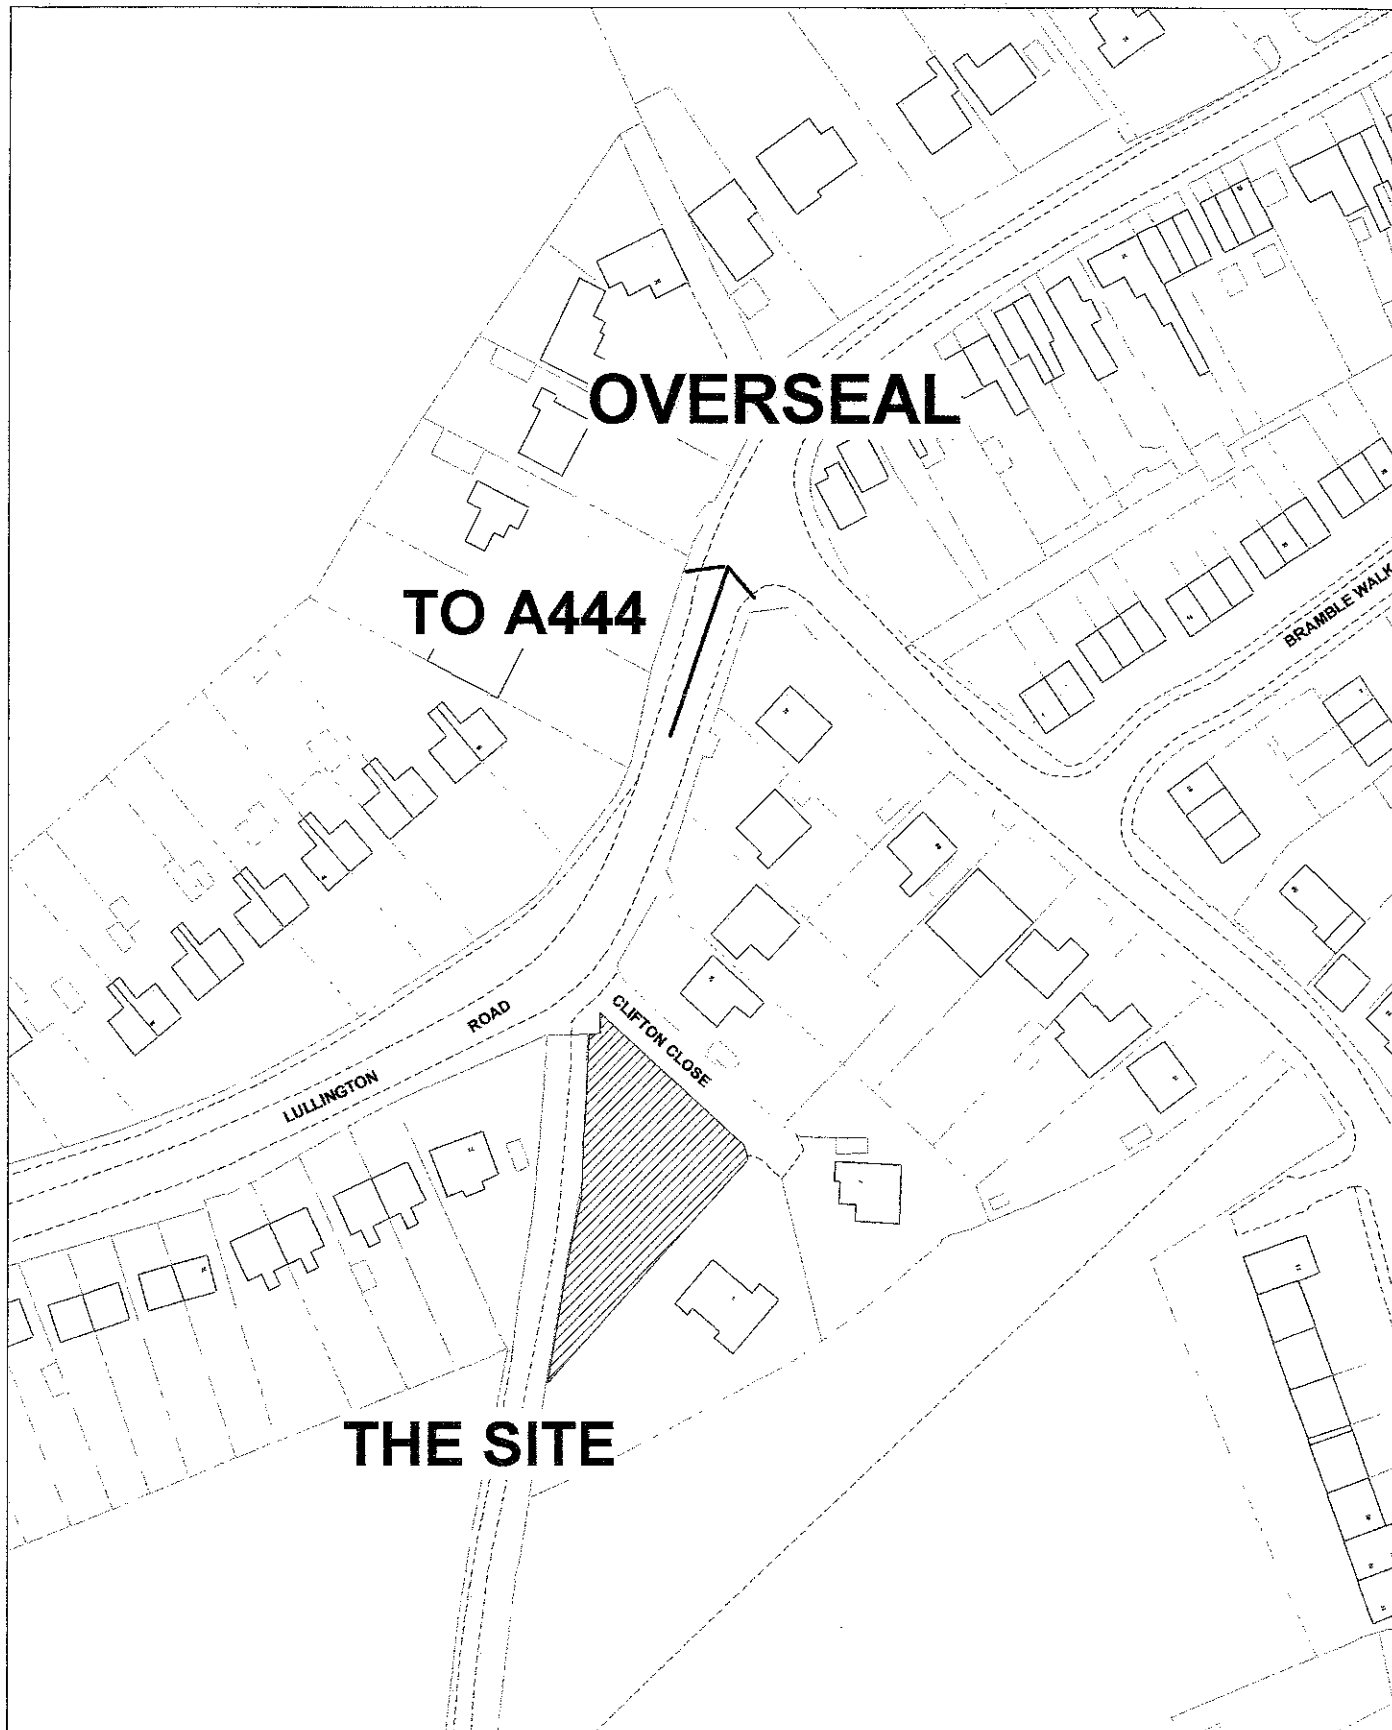 OVERSEAL
TO A444
BRAMBLE WALK
CLIFTON CLOSE
LULLINGTON ROAD
THE SITE